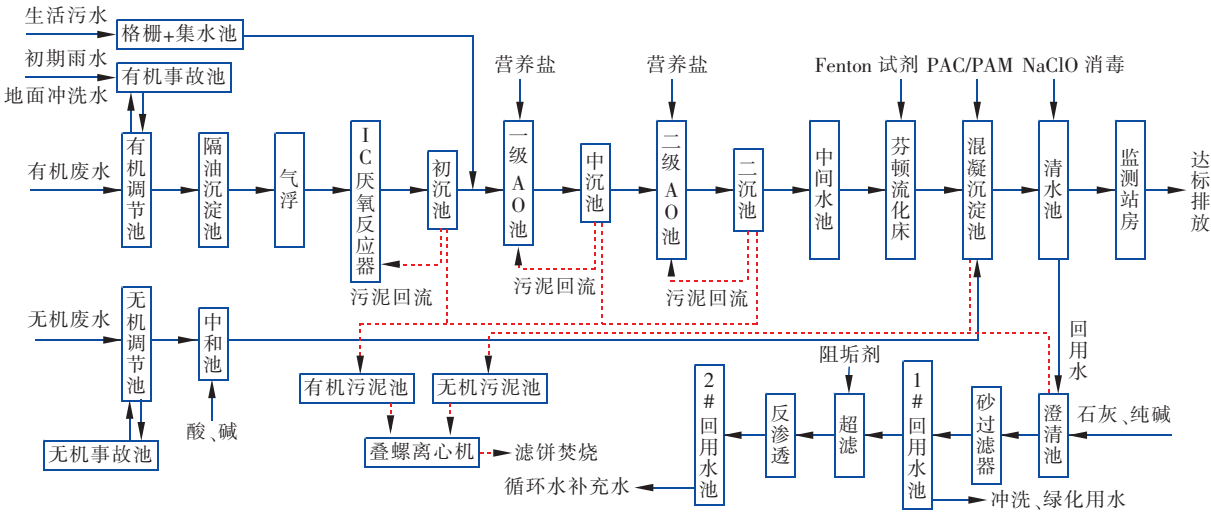 生活污水
格栅+集水池
初期雨水
有机事故池
地面冲洗水
营养盐
营养盐
Fenton 试剂 PAC/PAM NaClO 消毒
有机废水
有机调节池
隔油沉淀池
气浮
IC厌氧反应器
初沉池
一级AO池
中沉池
二级AO池
二沉池
中间水池
芬顿流化床
混凝沉淀池
清水池
监测站房
达标排放
污泥回流
污泥回流
污泥回流
无机废水
无机调节池
中和池
回用水
酸、碱
无机事故池
有机污泥池
无机污泥池
叠螺离心机
滤饼焚烧
阻垢剂
2#回用水池
反渗透
超滤
1#回用水池
砂过滤器
澄清池
石灰、纯碱
循环水补充水
冲洗、绿化用水